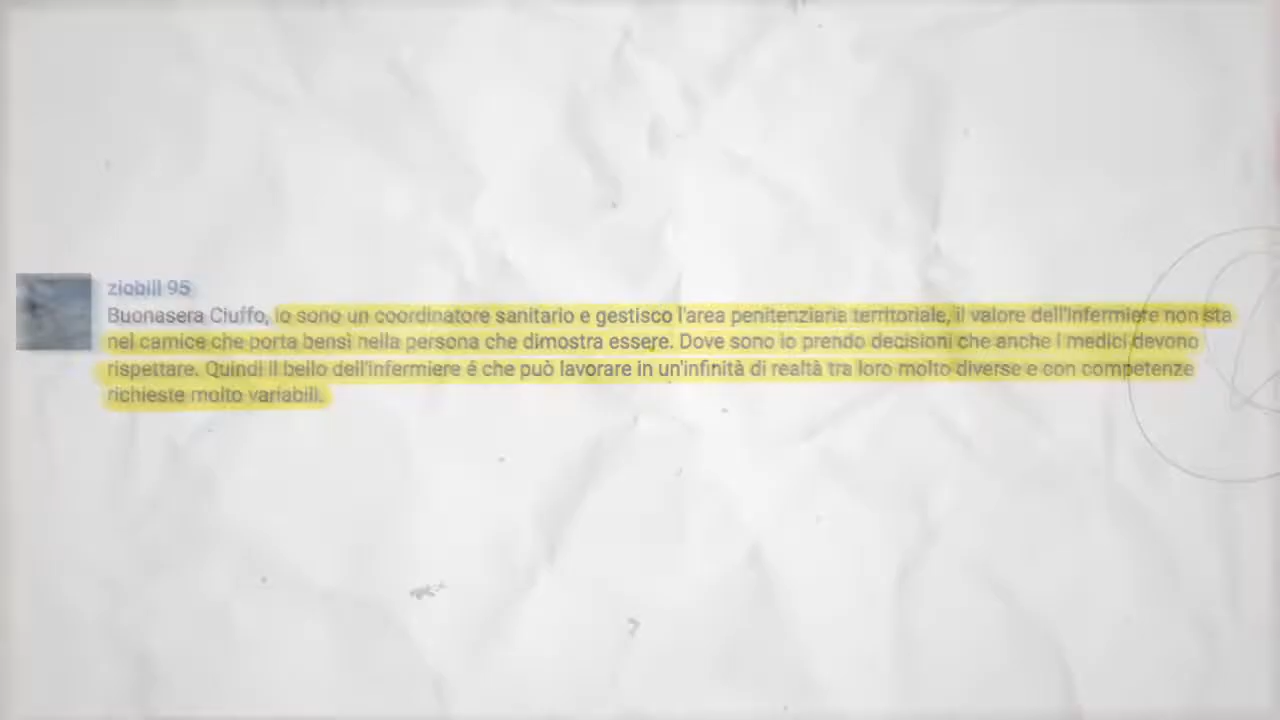 ziobill 95
Buonasera Ciuffo, io sono un coordinatore sanitario e gestisco l'area penitenziaria territoriale, il valore dell'infermiere non sta
nel camice che porta bensì nella persona che dimostra essere. Dove sono io prendo decisioni che anche i medici devono
rispettare. Quindi il bello dell'infermiere é che può lavorare in un'infinità di realtà tra loro molto diverse e con competenze
richieste molto variabili.